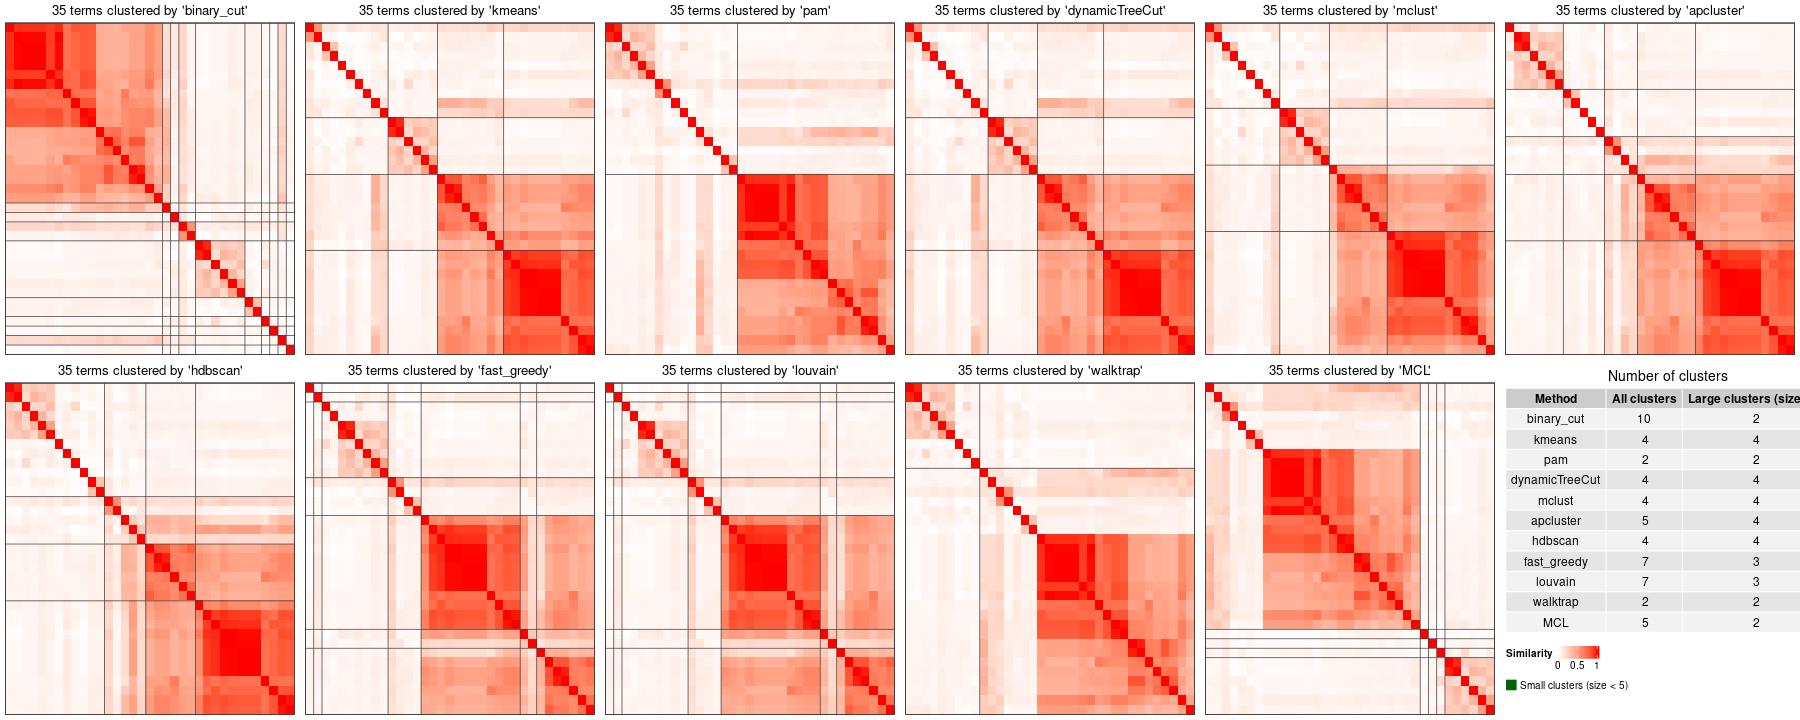 35 terms clustered by 'binary_cut'
35 terms clustered by 'kmeans'
35 terms clustered by 'pam'
35 terms clustered by 'dynamicTreeCut'
35 terms clustered by 'mclust'
35 terms clustered by 'apcluster'
35 terms clustered by 'hdbscan'
35 terms clustered by 'fast_greedy'
35 terms clustered by 'louvain'
35 terms clustered by 'walktrap'
35 terms clustered by 'MCL'
Number of clusters
Method All clusters Large clusters (size
binary_cut 10 2
kmeans 4 4
pam 2 2
dynamicTreeCut 4 4
mclust 4 4
apcluster 5 4
hdbscan 4 4
fast_greedy 7 3
louvain 7 3
walktrap 2 2
MCL 5 2
Similarity
0 0.5 1
Small clusters (size < 5)